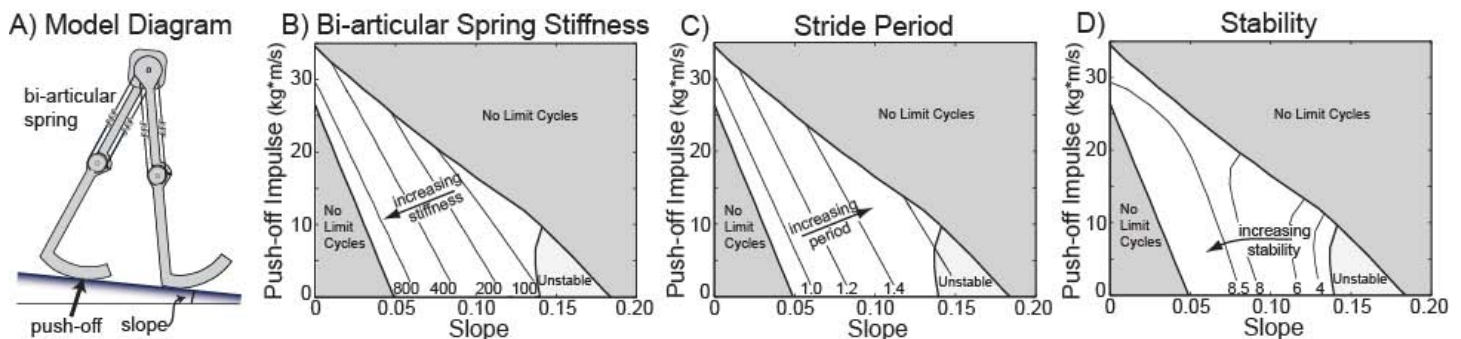 A) Model Diagram
bi-articular
spring
push-off
slope
B) Bi-articular Spring Stiffness
Push-off Impulse (kg*m/s)
30
20
10
0
No Limit Cycles
No
Limit
Cycles
increasing
stiffness
800
400
200
100
Unstable
0
0.05
0.10
0.15
0.20
Slope
C) Stride Period
Push-off Impulse (kg*m/s)
30
20
10
0
No Limit Cycles
No
Limit
Cycles
increasing
period
1.0
1.2
1.4
Unstable
0
0.05
0.10
0.15
0.20
Slope
D) Stability
Push-off Impulse (kg*m/s)
30
20
10
0
No Limit Cycles
No
Limit
Cycles
increasing
stability
8.5
8
6
4
Unstable
0
0.05
0.10
0.15
0.20
Slope